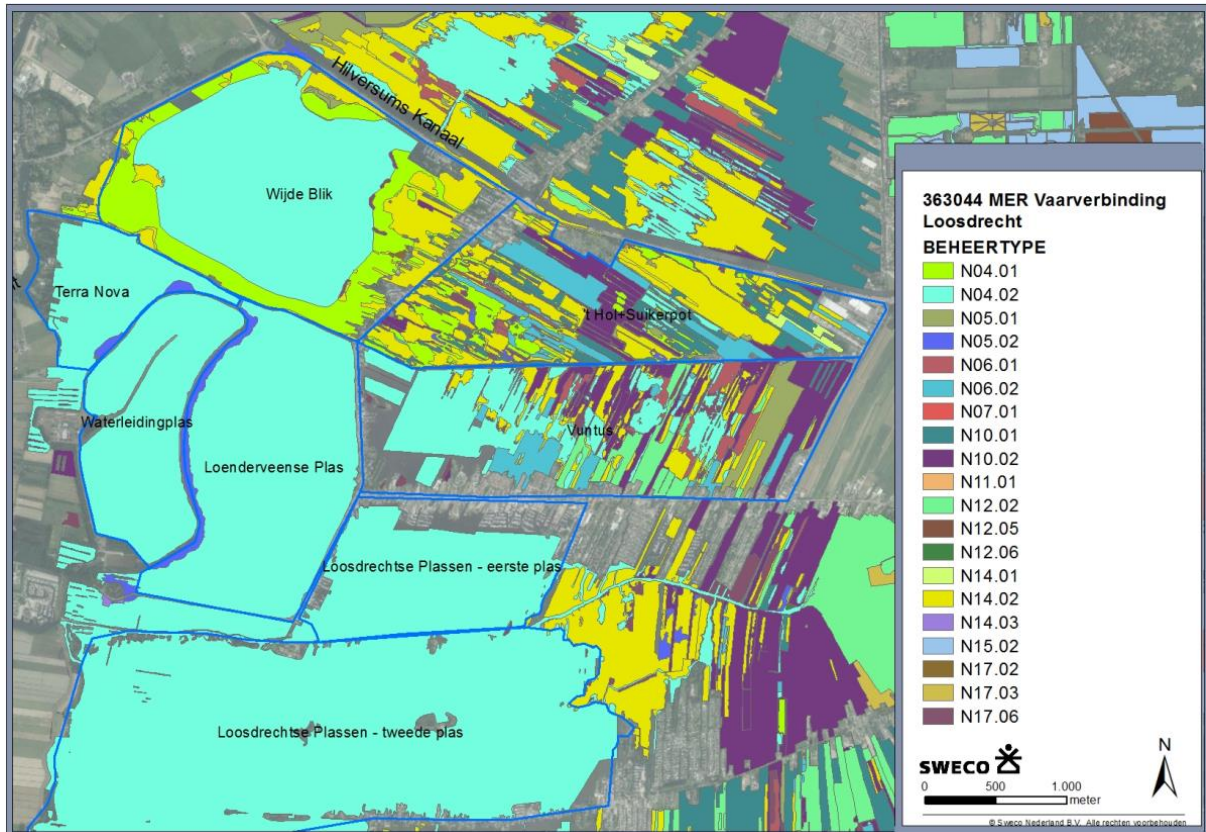 Hilversums Kanaal
Wijde Blik
Terra Nova
't Hol+Suikerpot
Waterleidingplas
Vuntus
Loenderveense Plas
Loosdrechtse Plassen - eerste plas
Loosdrechtse Plassen - tweede plas
363044 MER Vaarverbinding
Loosdrecht
BEHEERTYPE
N04.01
N04.02
N05.01
N05.02
N06.01
N06.02
N07.01
N10.01
N10.02
N11.01
N12.02
N12.05
N12.06
N14.01
N14.02
N14.03
N15.02
N17.02
N17.03
N17.06
SWECO
N
0 500 1.000
meter
© Sweco Nederland B.V. Alle rechten voorbehouden